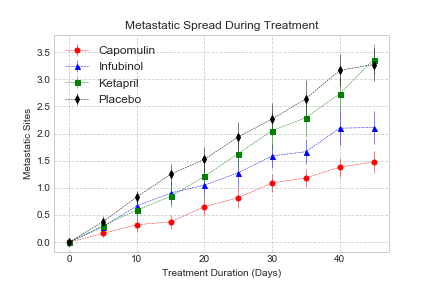 Metastatic Spread During Treatment
Capomulin
Infubinol
Ketapril
Placebo
Metastatic Sites
3.5
3.0
2.5
2.0
1.5
1.0
0.5
0.0
0 10 20 30 40
Treatment Duration (Days)